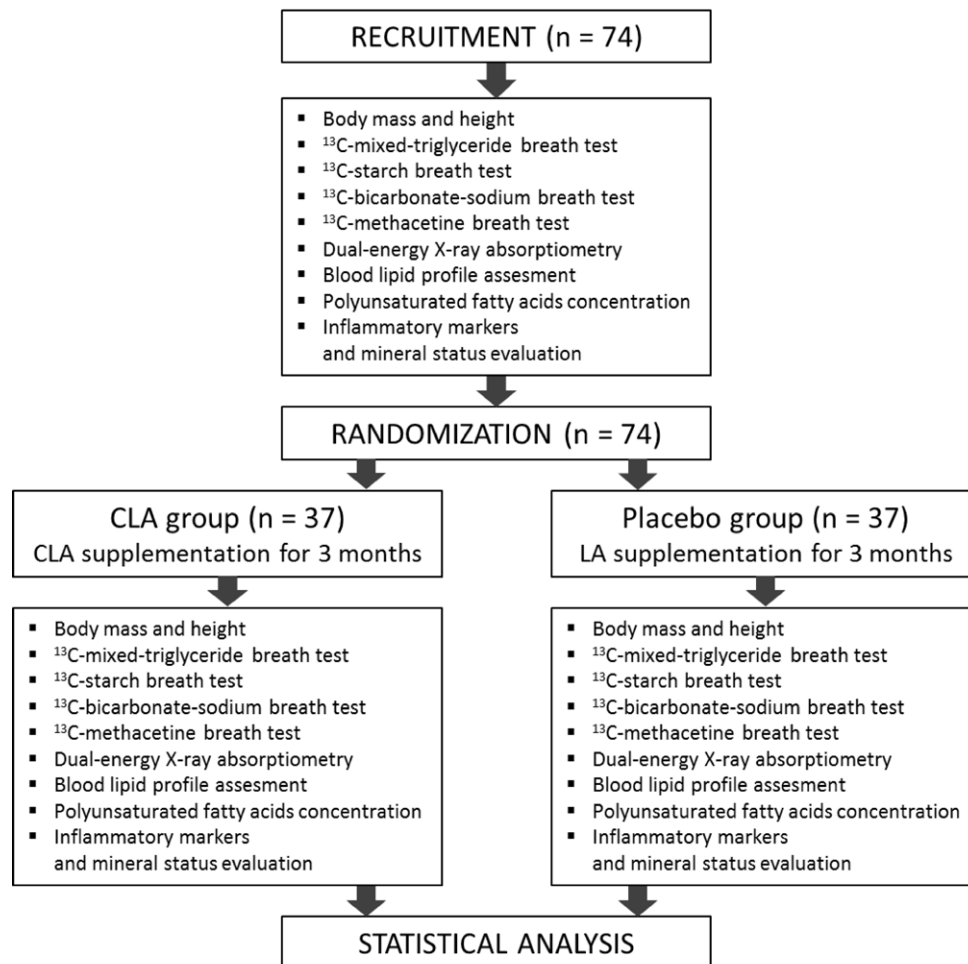 RECRUITMENT (n = 74)
▪ Body mass and height
▪ ¹³C-mixed-triglyceride breath test
▪ ¹³C-starch breath test
▪ ¹³C-bicarbonate-sodium breath test
▪ ¹³C-methacetine breath test
▪ Dual-energy X-ray absorptiometry
▪ Blood lipid profile assesment
▪ Polyunsaturated fatty acids concentration
▪ Inflammatory markers
and mineral status evaluation
RANDOMIZATION (n = 74)
CLA group (n = 37)
CLA supplementation for 3 months
Placebo group (n = 37)
LA supplementation for 3 months
▪ Body mass and height
▪ ¹³C-mixed-triglyceride breath test
▪ ¹³C-starch breath test
▪ ¹³C-bicarbonate-sodium breath test
▪ ¹³C-methacetine breath test
▪ Dual-energy X-ray absorptiometry
▪ Blood lipid profile assesment
▪ Polyunsaturated fatty acids concentration
▪ Inflammatory markers
and mineral status evaluation
▪ Body mass and height
▪ ¹³C-mixed-triglyceride breath test
▪ ¹³C-starch breath test
▪ ¹³C-bicarbonate-sodium breath test
▪ ¹³C-methacetine breath test
▪ Dual-energy X-ray absorptiometry
▪ Blood lipid profile assesment
▪ Polyunsaturated fatty acids concentration
▪ Inflammatory markers
and mineral status evaluation
STATISTICAL ANALYSIS